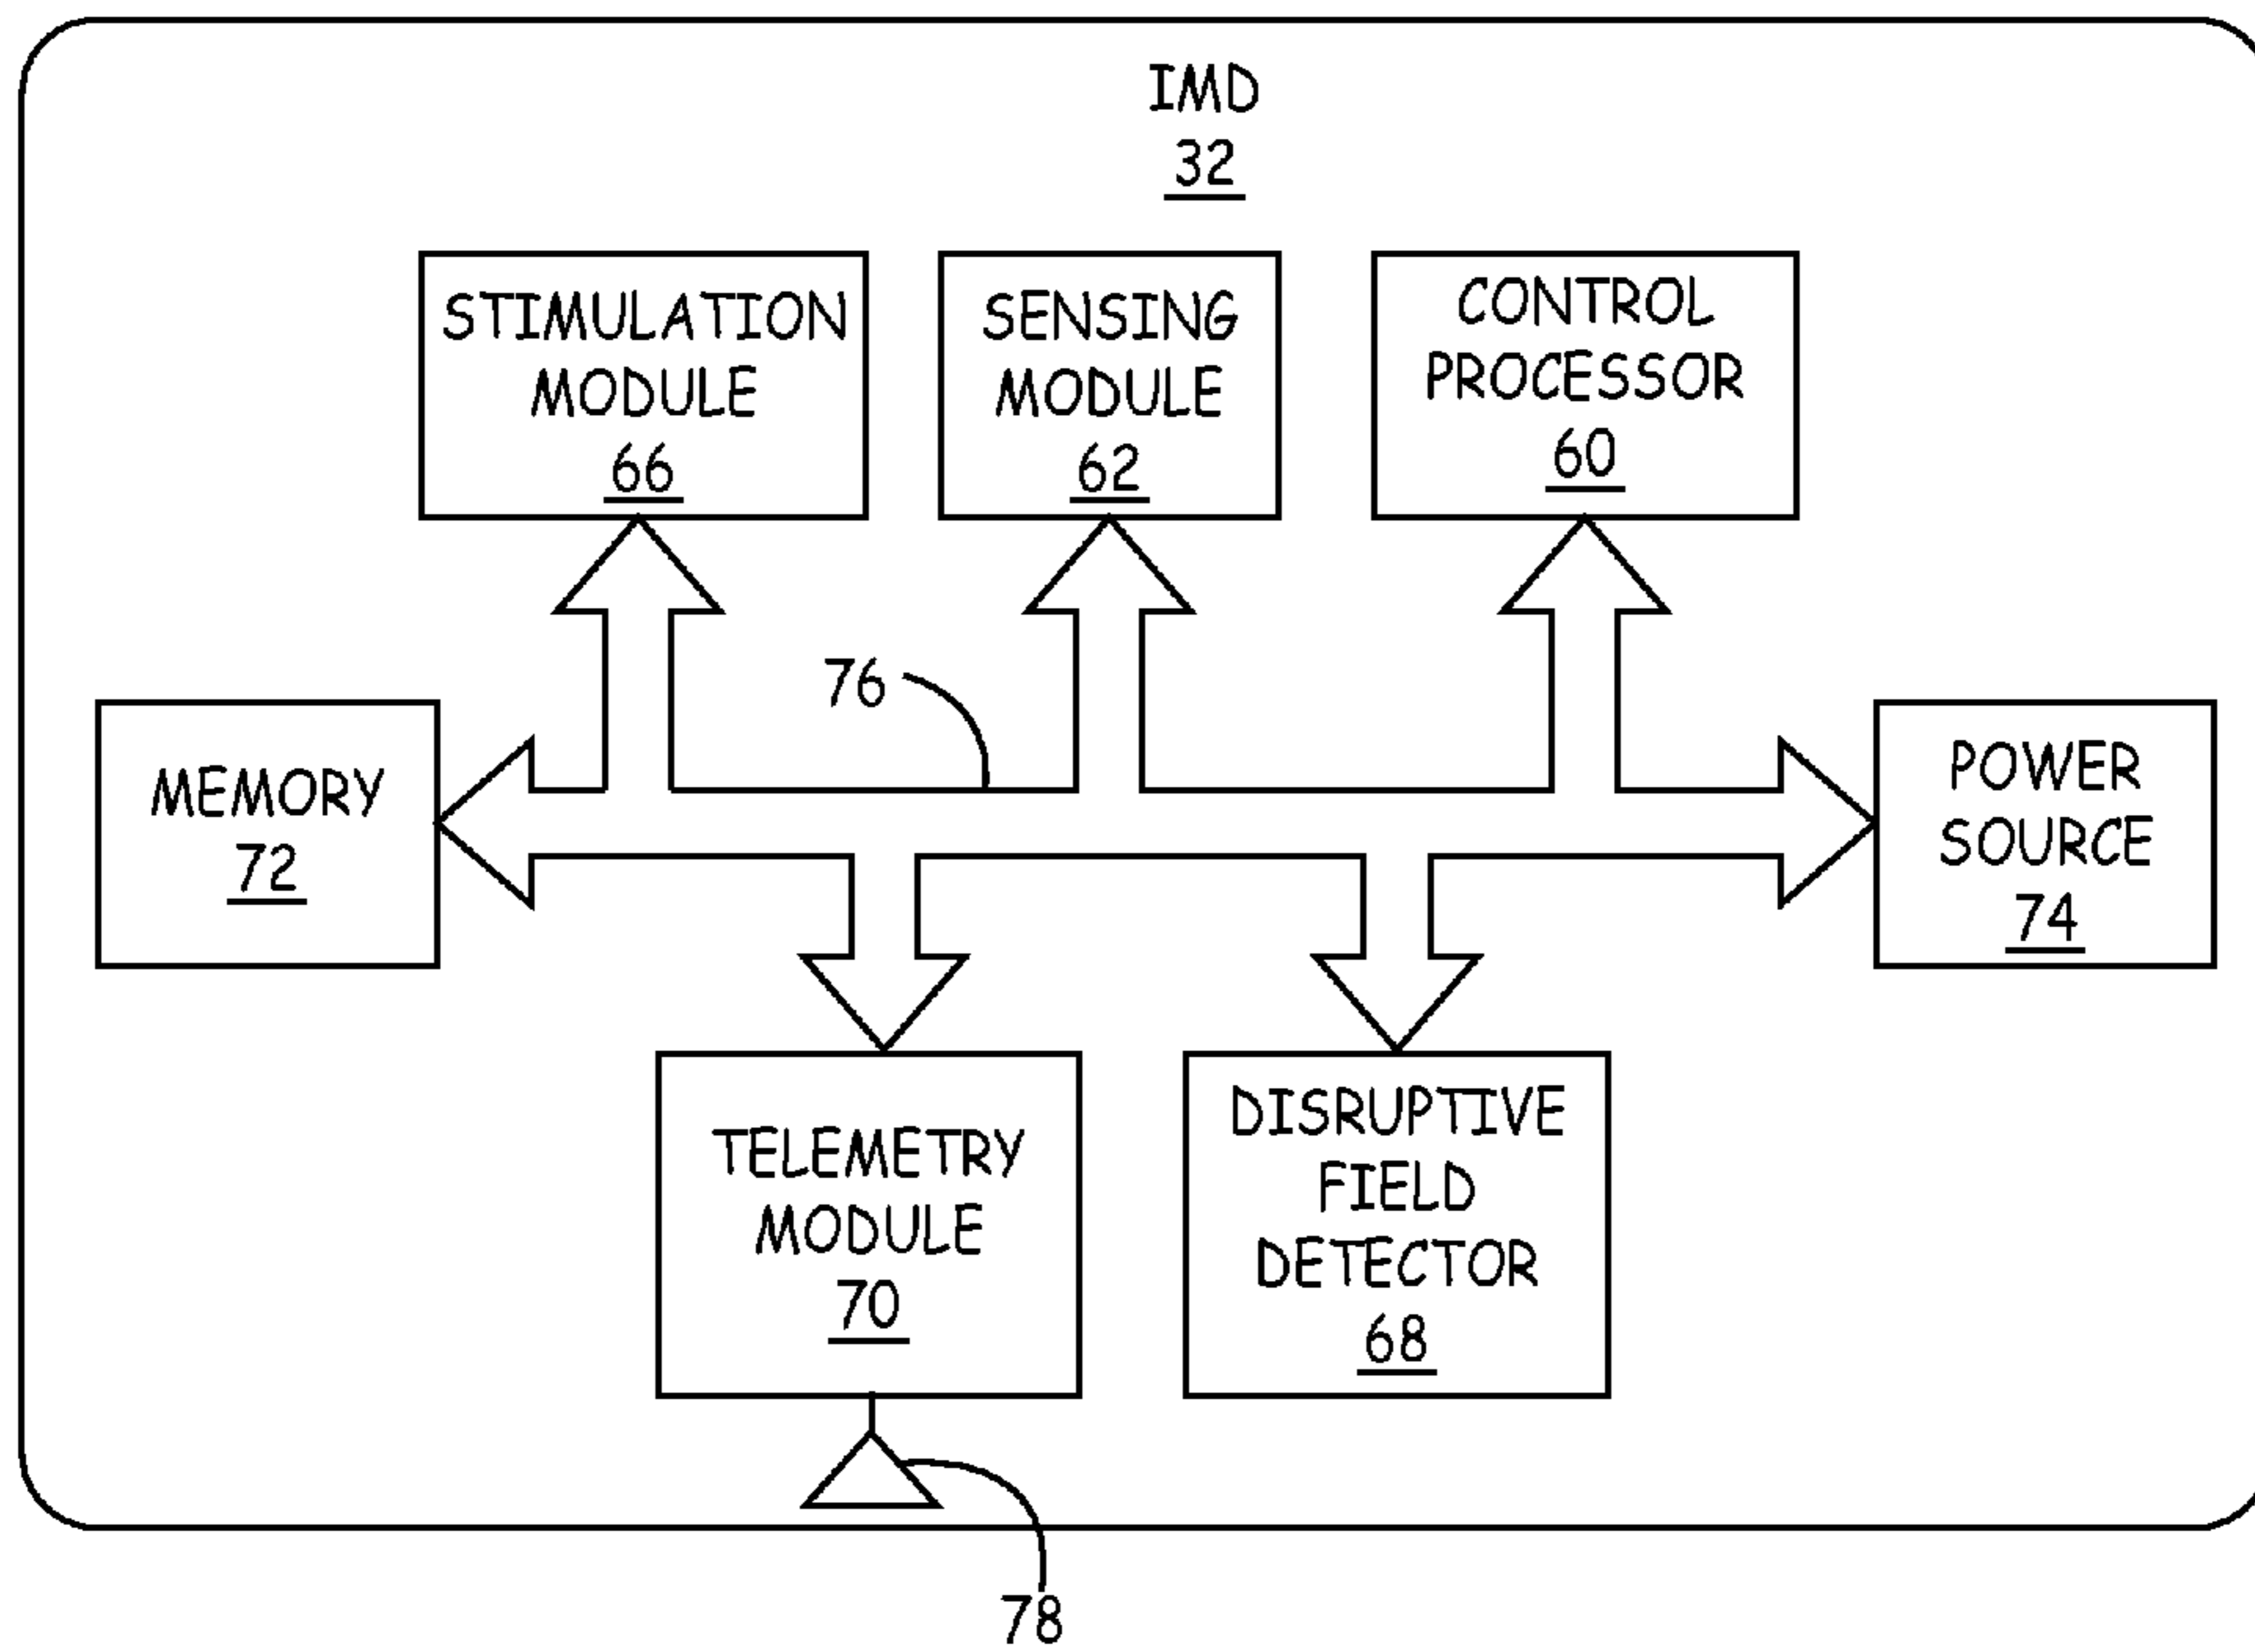 IMD
32
STIMULATION
MODULE
66
SENSING
MODULE
62
CONTROL
PROCESSOR
60
76
MEMORY
72
POWER
SOURCE
74
TELEMETRY
MODULE
70
DISRUPTIVE
FIELD
DETECTOR
68
78